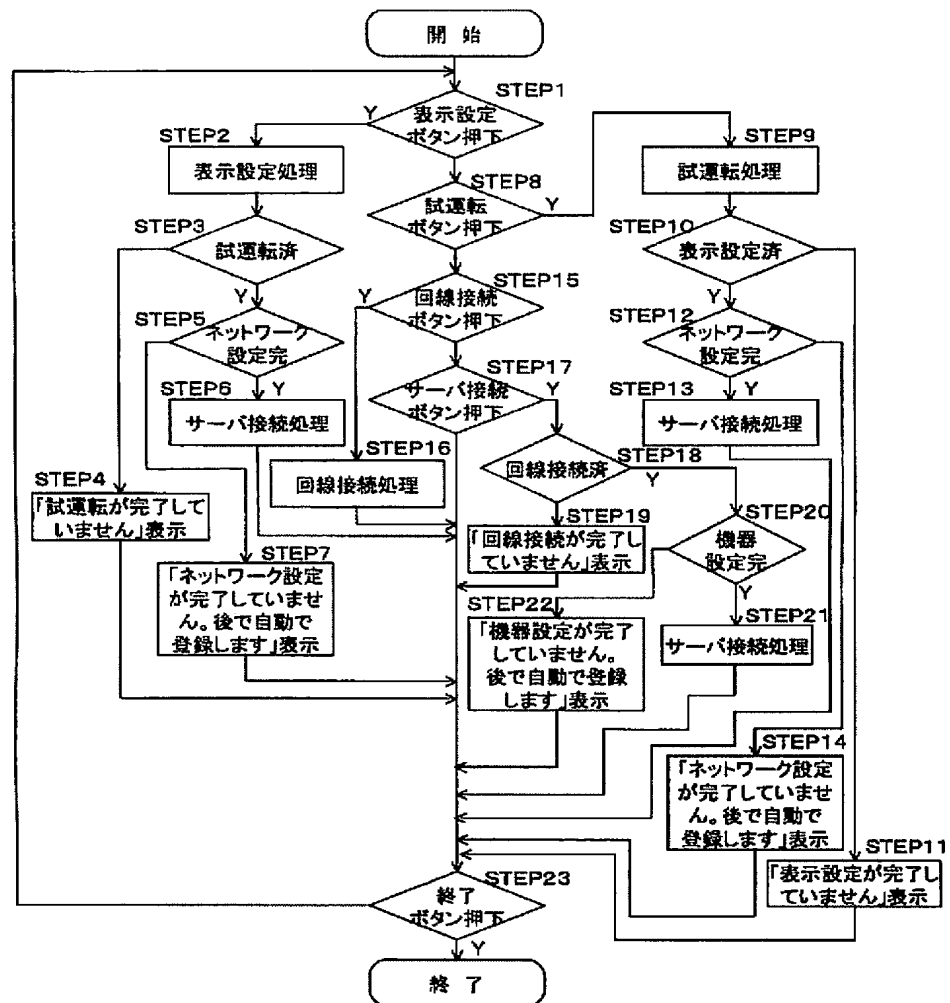 開 始
STEP1
Y
表示設定
ボタン押下
STEP2
表示設定処理
STEP8
試運転
ボタン押下
Y
STEP9
試運転処理
STEP3
試運転済
Y
STEP10
表示設定済
Y
STEP15
Y
回線接続
ボタン押下
STEP5
ネットワーク
設定完
Y
STEP12
ネットワーク
設定完
Y
STEP17
サーバ接続
ボタン押下
Y
STEP6
サーバ接続処理
STEP13
サーバ接続処理
STEP16
回線接続処理
STEP18
回線接続済
Y
STEP4
「試運転が完了して
いません」表示
STEP19
「回線接続が完了し
ていません」表示
STEP20
機器
設定完
Y
STEP7
「ネットワーク設定
が完了していませ
ん。後で自動で
登録します」表示
STEP22
「機器設定が完了
していません。
後で自動で登録
します」表示
STEP21
サーバ接続処理
STEP14
「ネットワーク設定
が完了していませ
ん。後で自動で
登録します」表示
STEP11
「表示設定が完了し
ていません」表示
STEP23
終了
ボタン押下
Y
終 了